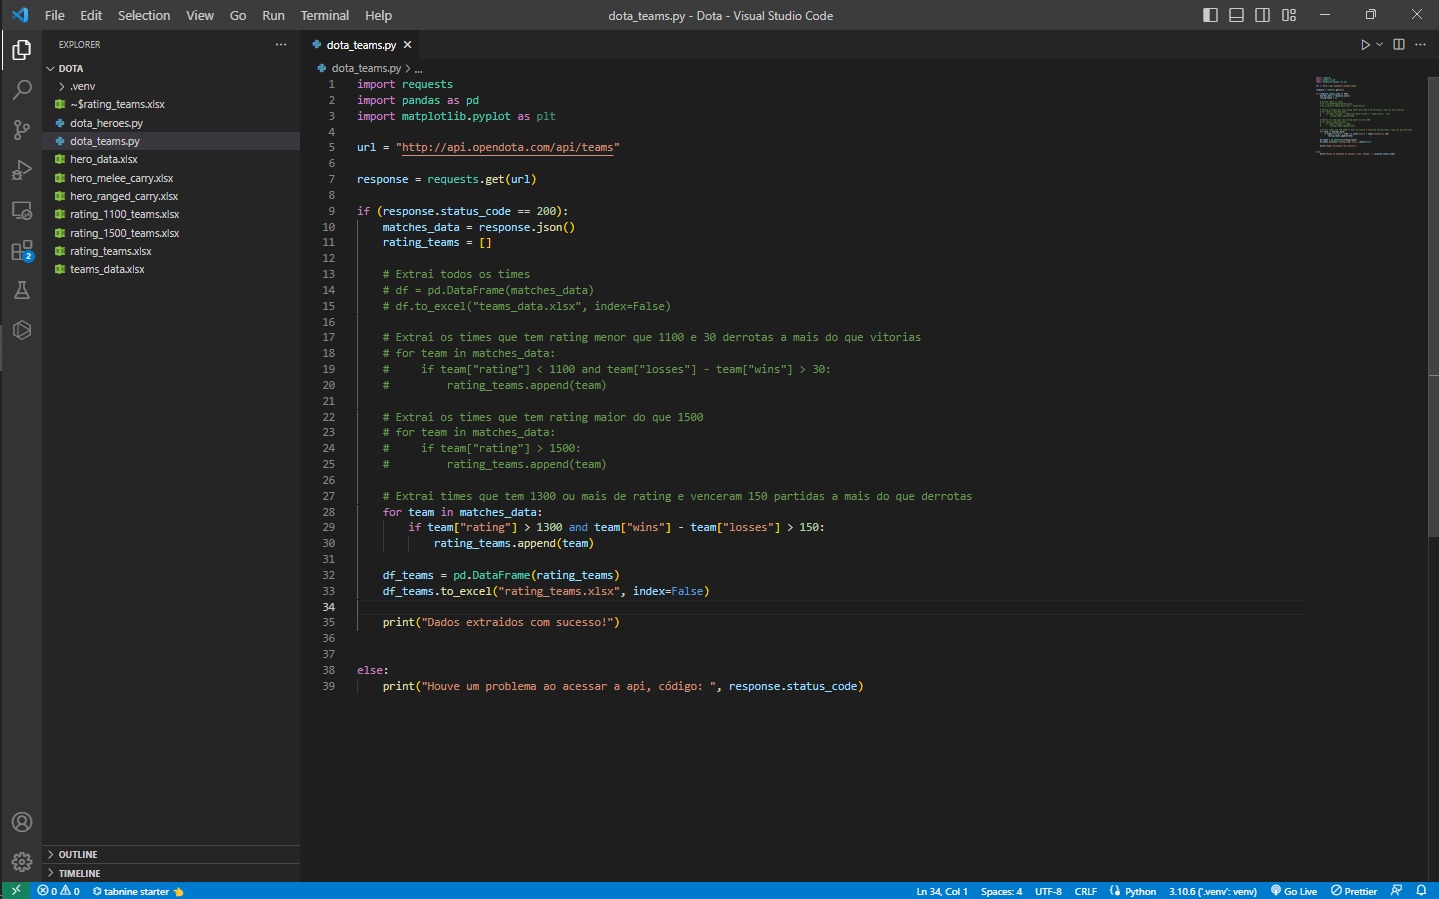 File Edit Selection View Go Run Terminal Help
dota_teams.py - Dota - Visual Studio Code
EXPLORER
DOTA
.venv
~$rating_teams.xlsx
dota_heroes.py
dota_teams.py
hero_data.xlsx
hero_melee_carry.xlsx
hero_ranged_carry.xlsx
rating_1100_teams.xlsx
rating_1500_teams.xlsx
rating_teams.xlsx
teams_data.xlsx
2
OUTLINE
TIMELINE
dota_teams.py
dota_teams.py > ...
1 import requests
2 import pandas as pd
3 import matplotlib.pyplot as plt
4
5 url = "http://api.opendota.com/api/teams"
6
7 response = requests.get(url)
8
9 if (response.status_code == 200):
10     matches_data = response.json()
11     rating_teams = []
12
13     # Extrai todos os times
14     # df = pd.DataFrame(matches_data)
15     # df.to_excel("teams_data.xlsx", index=False)
16
17     # Extrai os times que tem rating menor que 1100 e 30 derrotas a mais do que vitorias
18     # for team in matches_data:
19     #     if team["rating"] < 1100 and team["losses"] - team["wins"] > 30:
20     #         rating_teams.append(team)
21
22     # Extrai os times que tem rating maior do que 1500
23     # for team in matches_data:
24     #     if team["rating"] > 1500:
25     #         rating_teams.append(team)
26
27     # Extrai times que tem 1300 ou mais de rating e venceram 150 partidas a mais do que derrotas
28     for team in matches_data:
29         if team["rating"] > 1300 and team["wins"] - team["losses"] > 150:
30             rating_teams.append(team)
31
32     df_teams = pd.DataFrame(rating_teams)
33     df_teams.to_excel("rating_teams.xlsx", index=False)
34
35     print("Dados extraidos com sucesso!")
36
37
38 else:
39     print("Houve um problema ao acessar a api, código: ", response.status_code)
0 0 tabnine starter Ln 34, Col 1 Spaces: 4 UTF-8 CRLF Python 3.10.6 ('.venv': venv) Go Live Prettier